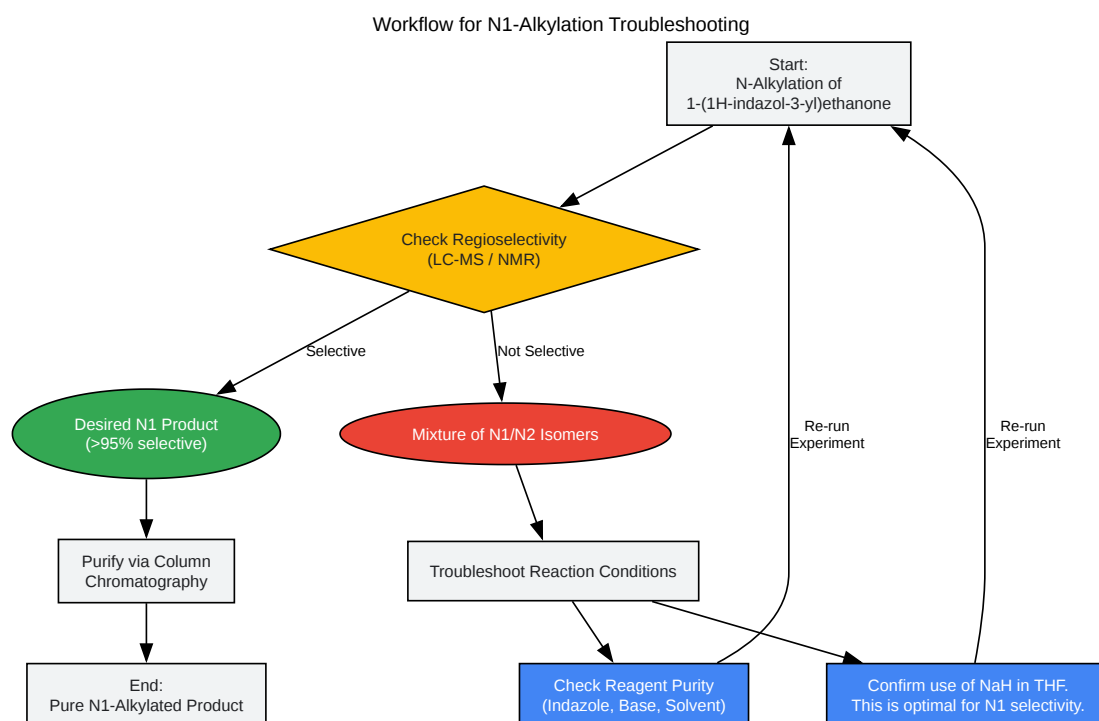 Workflow for N1-Alkylation Troubleshooting
Start:
N-Alkylation of
1-(1H-indazol-3-yl)ethanone
Check Regioselectivity
(LC-MS / NMR)
Selective
Not Selective
Desired N1 Product
(>95% selective)
Mixture of N1/N2 Isomers
Re-run
Experiment
Re-run
Experiment
Purify via Column
Chromatography
Troubleshoot Reaction Conditions
End:
Pure N1-Alkylated Product
Check Reagent Purity
(Indazole, Base, Solvent)
Confirm use of NaH in THF.
This is optimal for N1 selectivity.